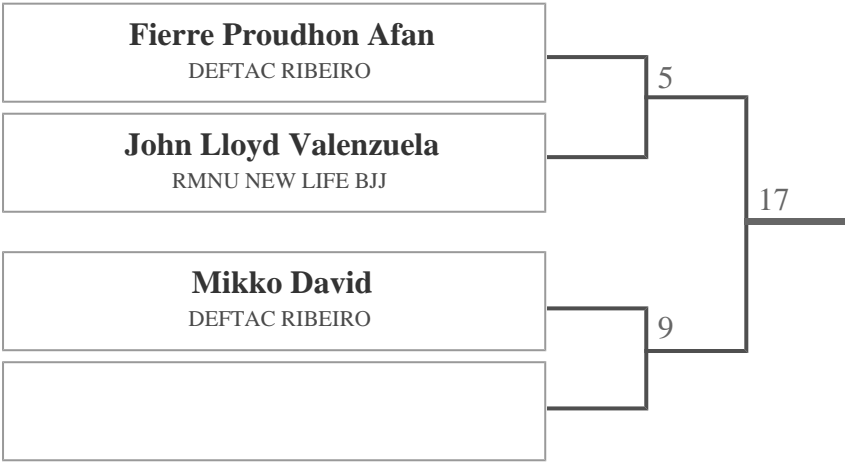 Fierre Proudhon Afan
DEFTAC RIBEIRO
5
John Lloyd Valenzuela
RMNU NEW LIFE BJJ
17
Mikko David
DEFTAC RIBEIRO
9